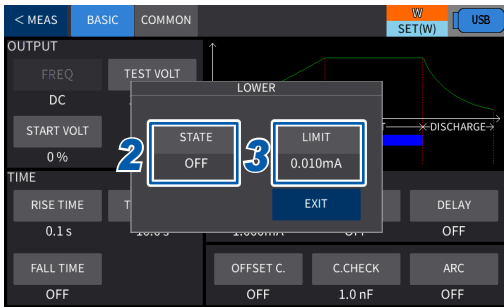 < MEAS BASIC COMMON W SET(W) USB
OUTPUT
FREQ TEST VOLT
DC
LOWER
START VOLT
0 %
2 STATE 3 LIMIT
OFF 0.010mA
DISCHARGE
TIME
EXIT
RISE TIME DELAY
0.1 s OFF
FALL TIME OFFSET C. C.CHECK ARC
OFF OFF 1.0 nF OFF